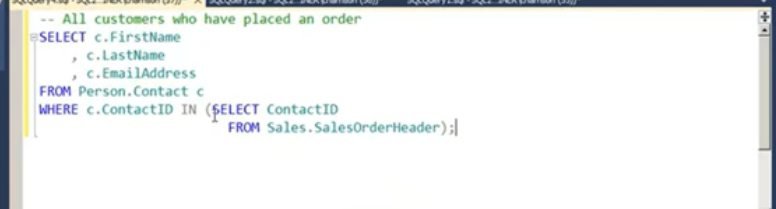 -- All customers who have placed an order
SELECT c.FirstName
, c.LastName
, c.EmailAddress
FROM Person.Contact c
WHERE c.ContactID IN (SELECT ContactID
FROM Sales.SalesOrderHeader);